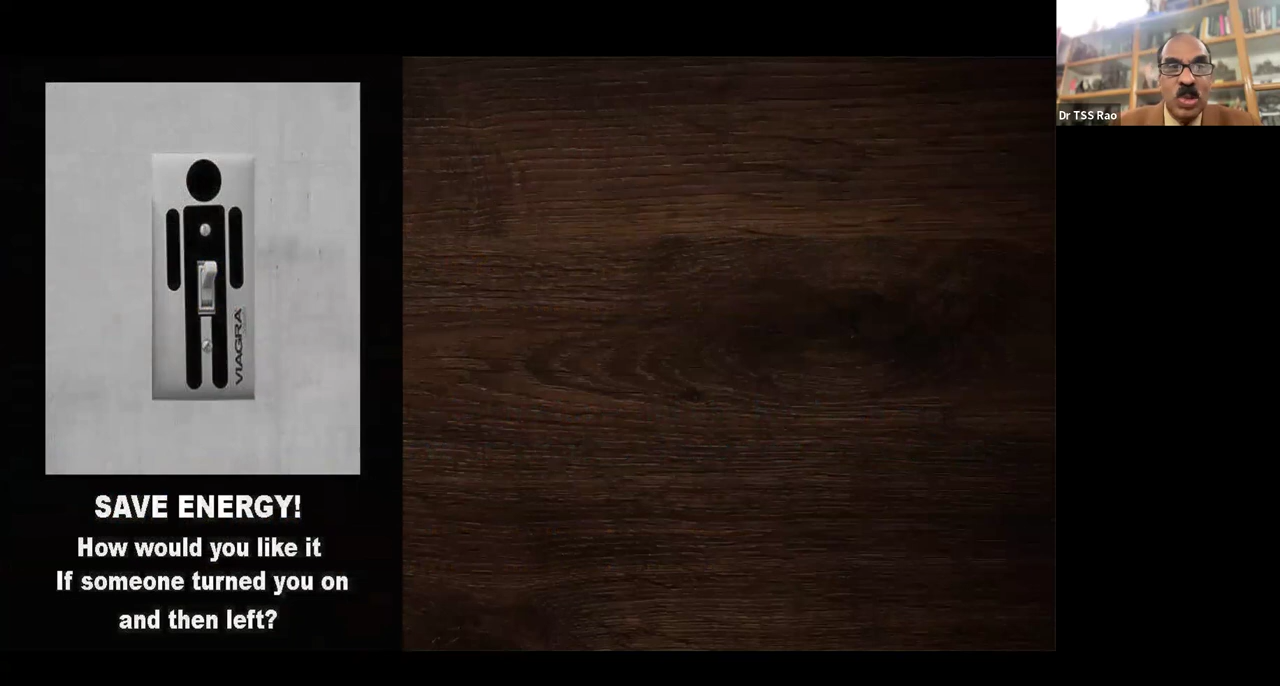 VIAGRA
SAVE ENERGY!
How would you like it
If someone turned you on
and then left?
Dr TSS Rao